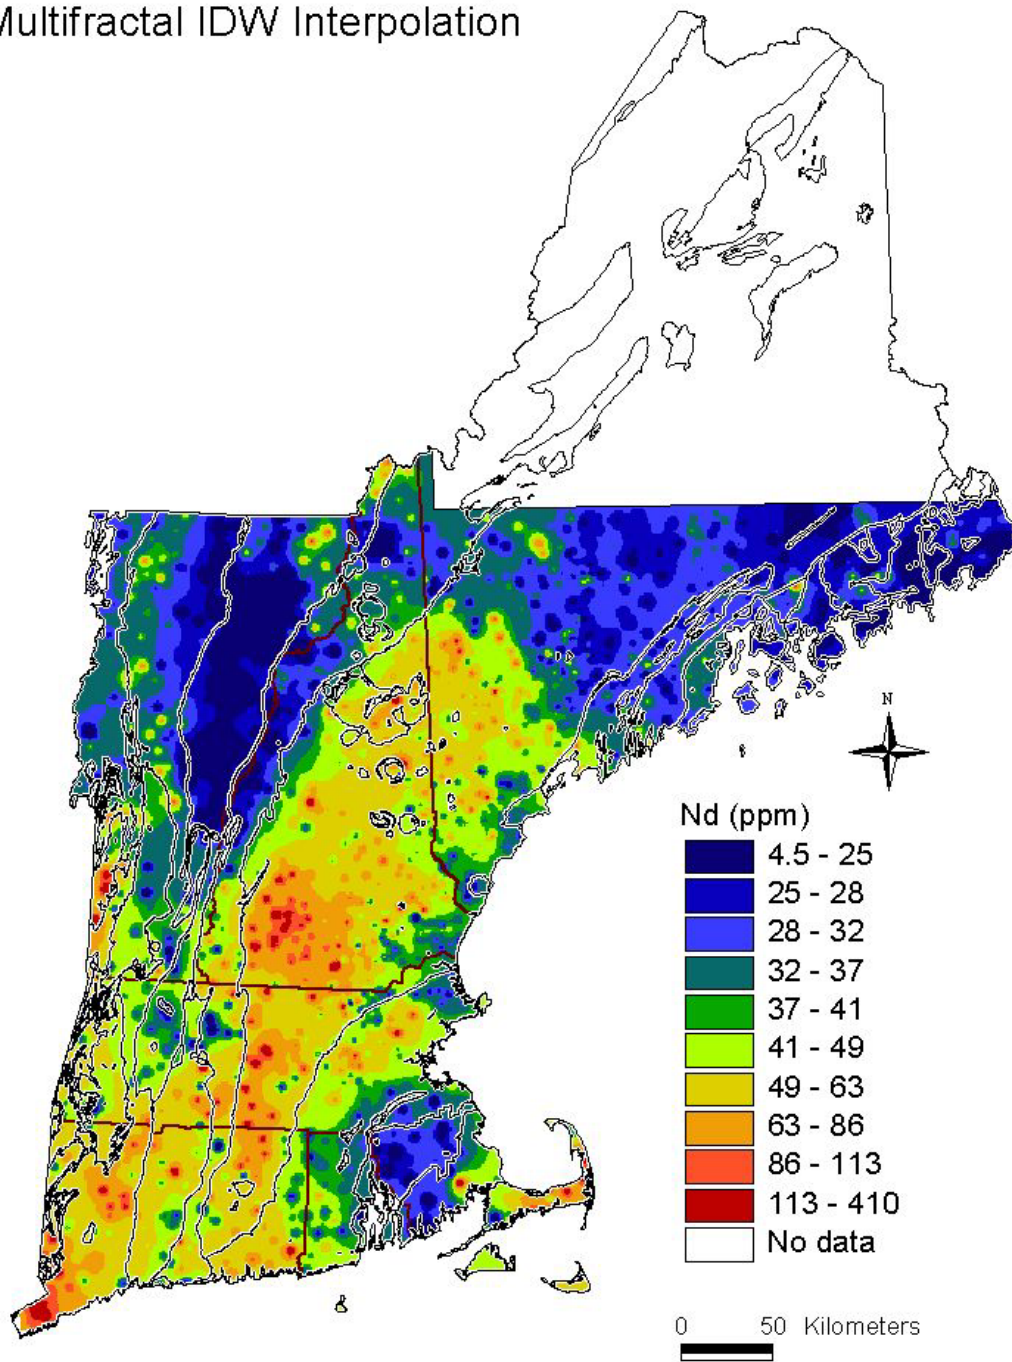 Multifractal IDW Interpolation
N
Nd (ppm)
4.5 - 25
25 - 28
28 - 32
32 - 37
37 - 41
41 - 49
49 - 63
63 - 86
86 - 113
113 - 410
No data
0 50 Kilometers